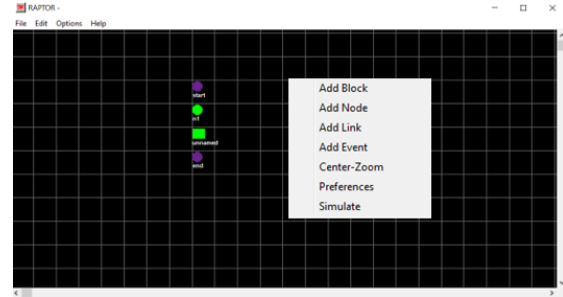 RAPTOR -
File Edit Options Help
start
n1
unnamed
end
Add Block
Add Node
Add Link
Add Event
Center-Zoom
Preferences
Simulate